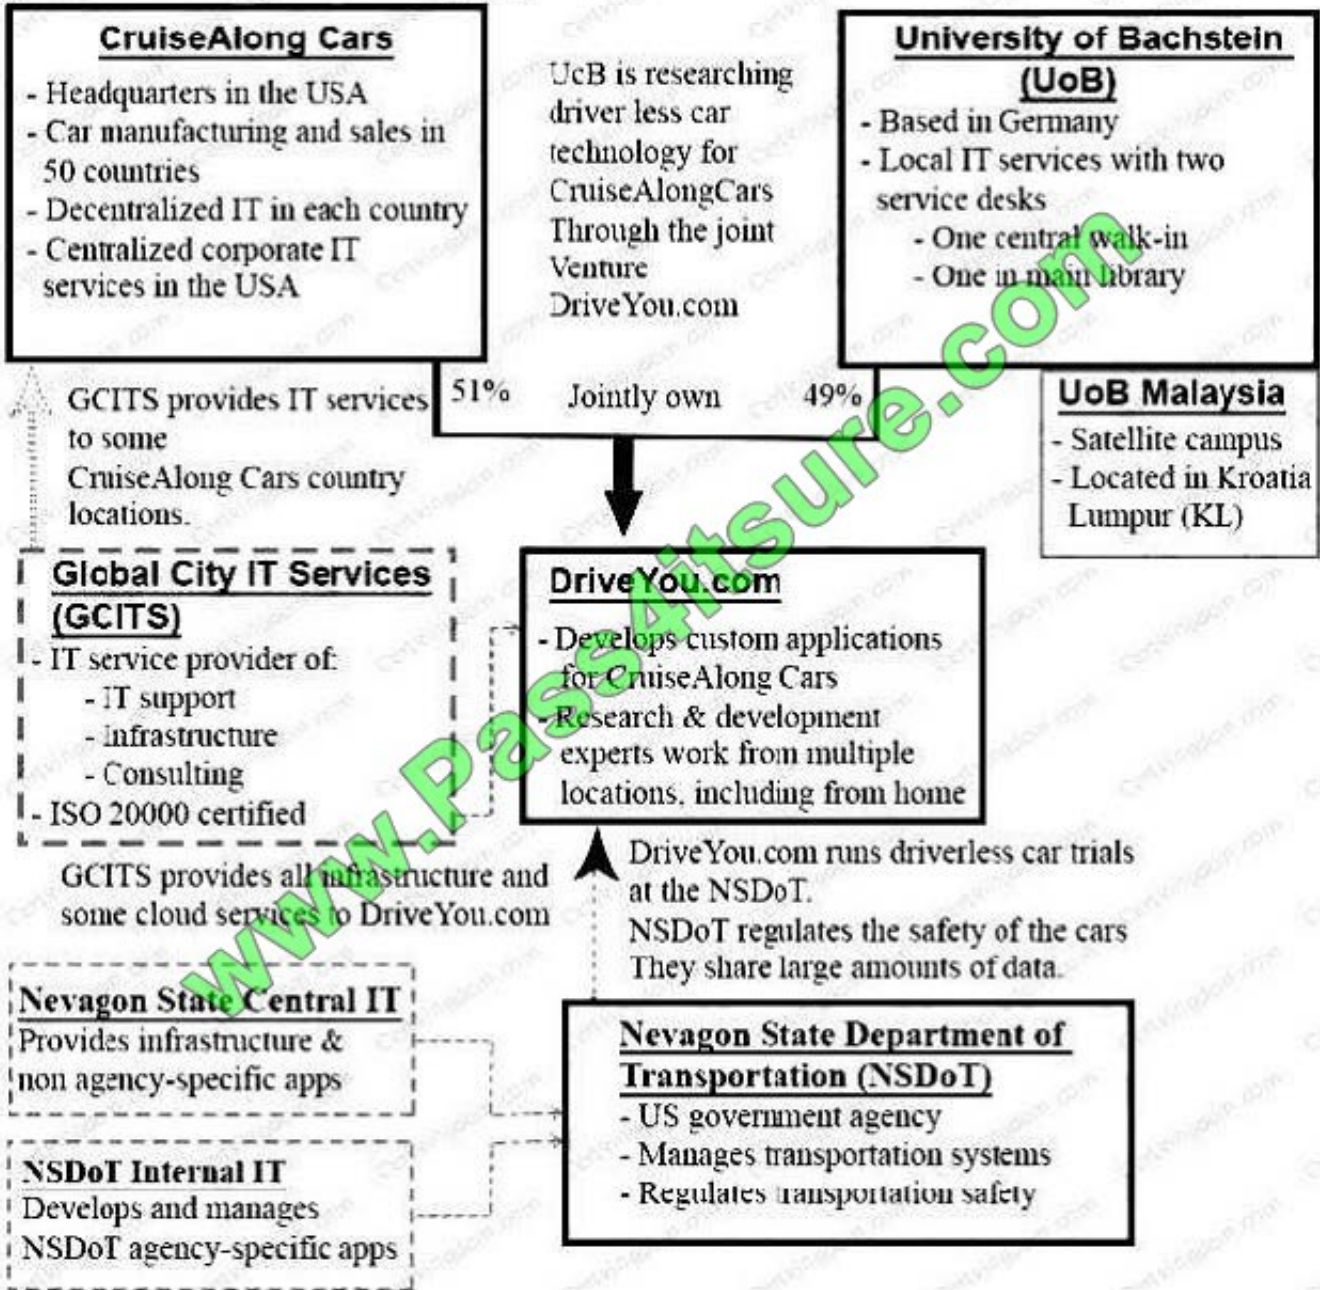 CruiseAlong Cars
- Headquarters in the USA
- Car manufacturing and sales in
50 countries
- Decentralized IT in each country
- Centralized corporate IT
services in the USA
UcB is researching
driver less car
technology for
CruiseAlongCars
Through the joint
Venture
DriveYou.com
University of Bachstein
(UoB)
- Based in Germany
- Local IT services with two
service desks
- One central walk-in
- One in main library
51% Jointly own 49%
UoB Malaysia
- Satellite campus
- Located in Kroatia
Lumpur (KL)
GCITS provides IT services
to some
CruiseAlong Cars country
locations.
Global City IT Services
(GCITS)
- IT service provider of:
- IT support
- Infrastructure
- Consulting
- ISO 20000 certified
DriveYou.com
- Develops custom applications
for CruiseAlong Cars
- Research & development
experts work from multiple
locations, including from home
GCITS provides all infrastructure and
some cloud services to DriveYou.com
DriveYou.com runs driverless car trials
at the NSDoT.
NSDoT regulates the safety of the cars
They share large amounts of data.
Nevagon State Central IT
Provides infrastructure &
non agency-specific apps
NSDoT Internal IT
Develops and manages
NSDoT agency-specific apps
Nevagon State Department of
Transportation (NSDoT)
- US government agency
- Manages transportation systems
- Regulates transportation safety
www.Pass4itsure.com